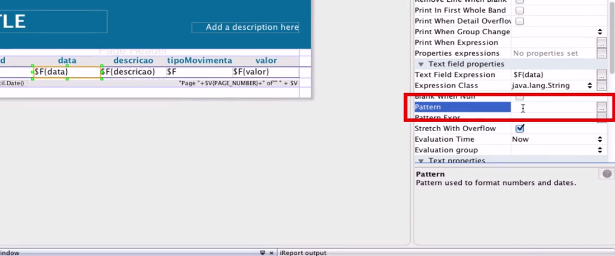 Remove Line When Blank
Print In First Whole Band
Print When Detail Overflov
Print When Group Change
Print When Expression
Properties expressions No properties set
Text field properties
Text Field Expression $F{data}
Expression Class java.lang.String
Blank When Null
Pattern
Pattern Expr
Stretch With Overflow
Evaluation Time Now
Evaluation group
Text properties
Pattern
Pattern used to format numbers and dates.
TLE
Add a description here
Page Header
d data descricao tipoMovimenta valor
$F{data} $F{descricao} $F $F{valor}
til.Date() "Page "+$V{PAGE_NUMBER}+" of"" " + $V
indow
iReport output